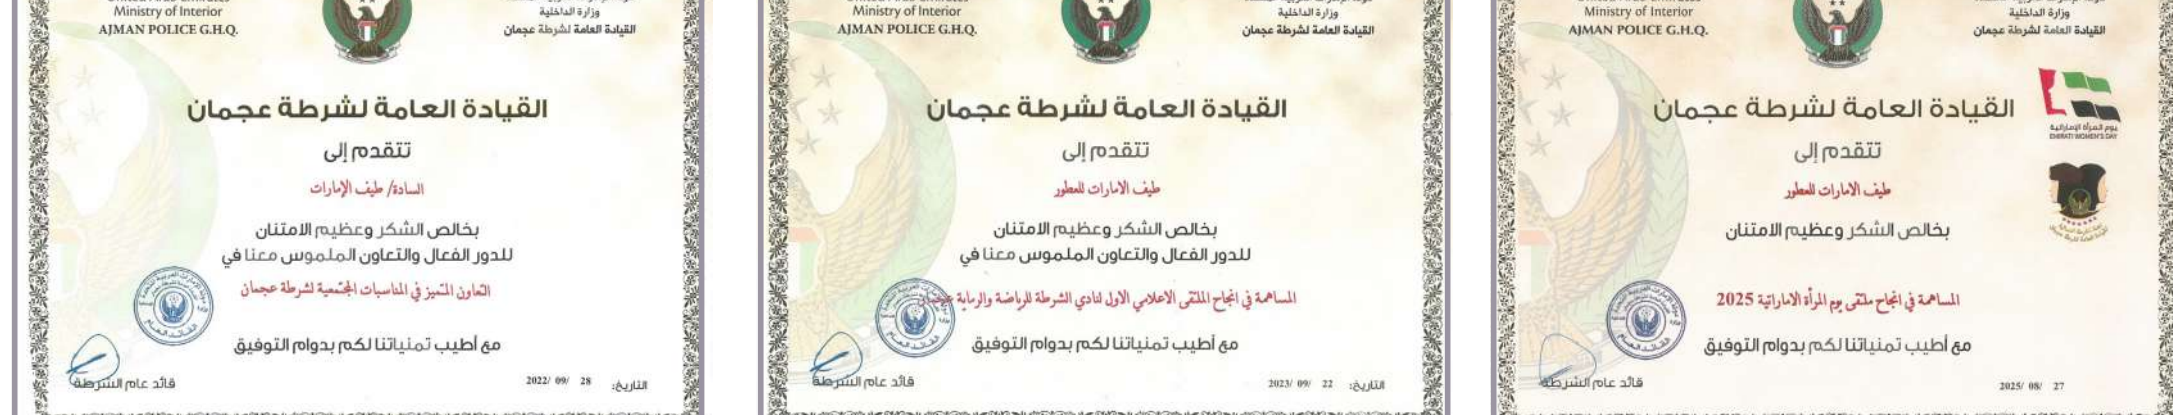 Ministry of Interior
AJMAN POLICE G.H.Q.
وزارة الداخلية
القيادة العامة لشرطة عجمان
القيادة العامة لشرطة عجمان
تتقدم إلى
السادة/ طيف الإمارات
بخالص الشكر وعظيم الامتنان
للدور الفعال والتعاون الملموس معنا في
التعاون المتميز في المناسبات المجتمعية لشرطة عجمان
مع أطيب تمنياتنا لكم بدوام التوفيق
قائد عام الشرطة
التاريخ: 28 /09 /2022
Ministry of Interior
AJMAN POLICE G.H.Q.
وزارة الداخلية
القيادة العامة لشرطة عجمان
القيادة العامة لشرطة عجمان
تتقدم إلى
طيف الامارات للعطور
بخالص الشكر وعظيم الامتنان
للدور الفعال والتعاون الملموس معنا في
المساهمة في انجاح الملتقى الاعلامي الاول لنادي الشرطة للرياضة والرماية عجمان
مع أطيب تمنياتنا لكم بدوام التوفيق
قائد عام الشرطة
التاريخ: 22 /09 /2023
Ministry of Interior
AJMAN POLICE G.H.Q.
وزارة الداخلية
القيادة العامة لشرطة عجمان
يوم المرأة الإماراتية
EMIRATI WOMEN'S DAY
القيادة العامة لشرطة عجمان
تتقدم إلى
طيف الامارات للعطور
بخالص الشكر وعظيم الامتنان
المساهمة في انجاح ملتقى يوم المرأة الاماراتية 2025
مع أطيب تمنياتنا لكم بدوام التوفيق
قائد عام الشرطة
27 /08 /2025